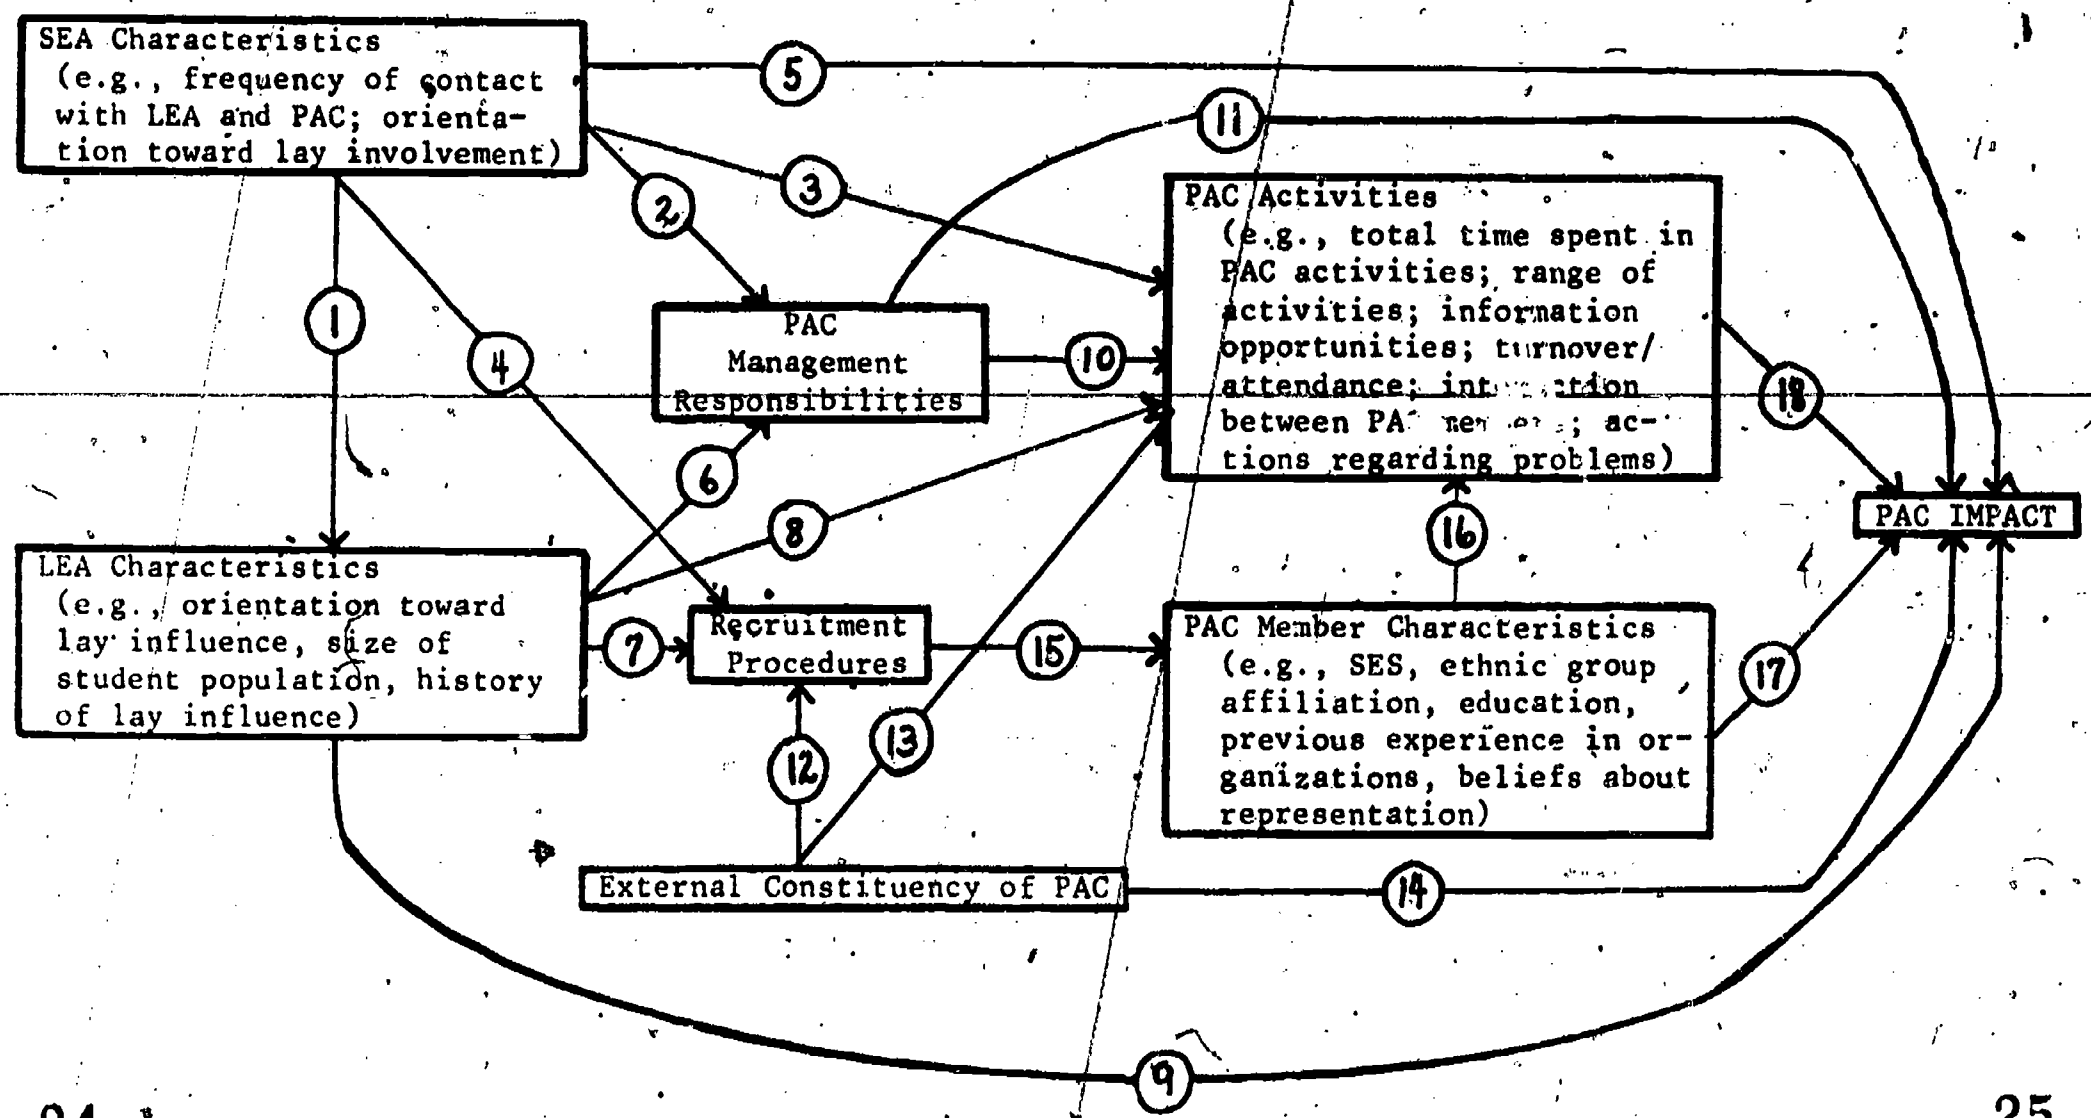 SEA Characteristics
(e.g., frequency of contact
with LEA and PAC; orienta-
tion toward lay involvement)
5
11
3
2
PAC Activities
(e.g., total time spent in
PAC activities; range of
activities; information
opportunities; turnover/
attendance;
between ; ac-
tions regarding problems)
1
4
PAC
Management
Responsibilities
10
18
6
8
16
PAC IMPACT
LEA Characteristics
(e.g., orientation toward
lay influence, size of
student population, history
of lay influence)
7
Recruitment
Procedures
15
PAC Member Characteristics
(e.g., SES, ethnic group
affiliation, education,
previous experience in or-
ganizations, beliefs about
representation)
17
12
13
External Constituency of PAC
14
9
25